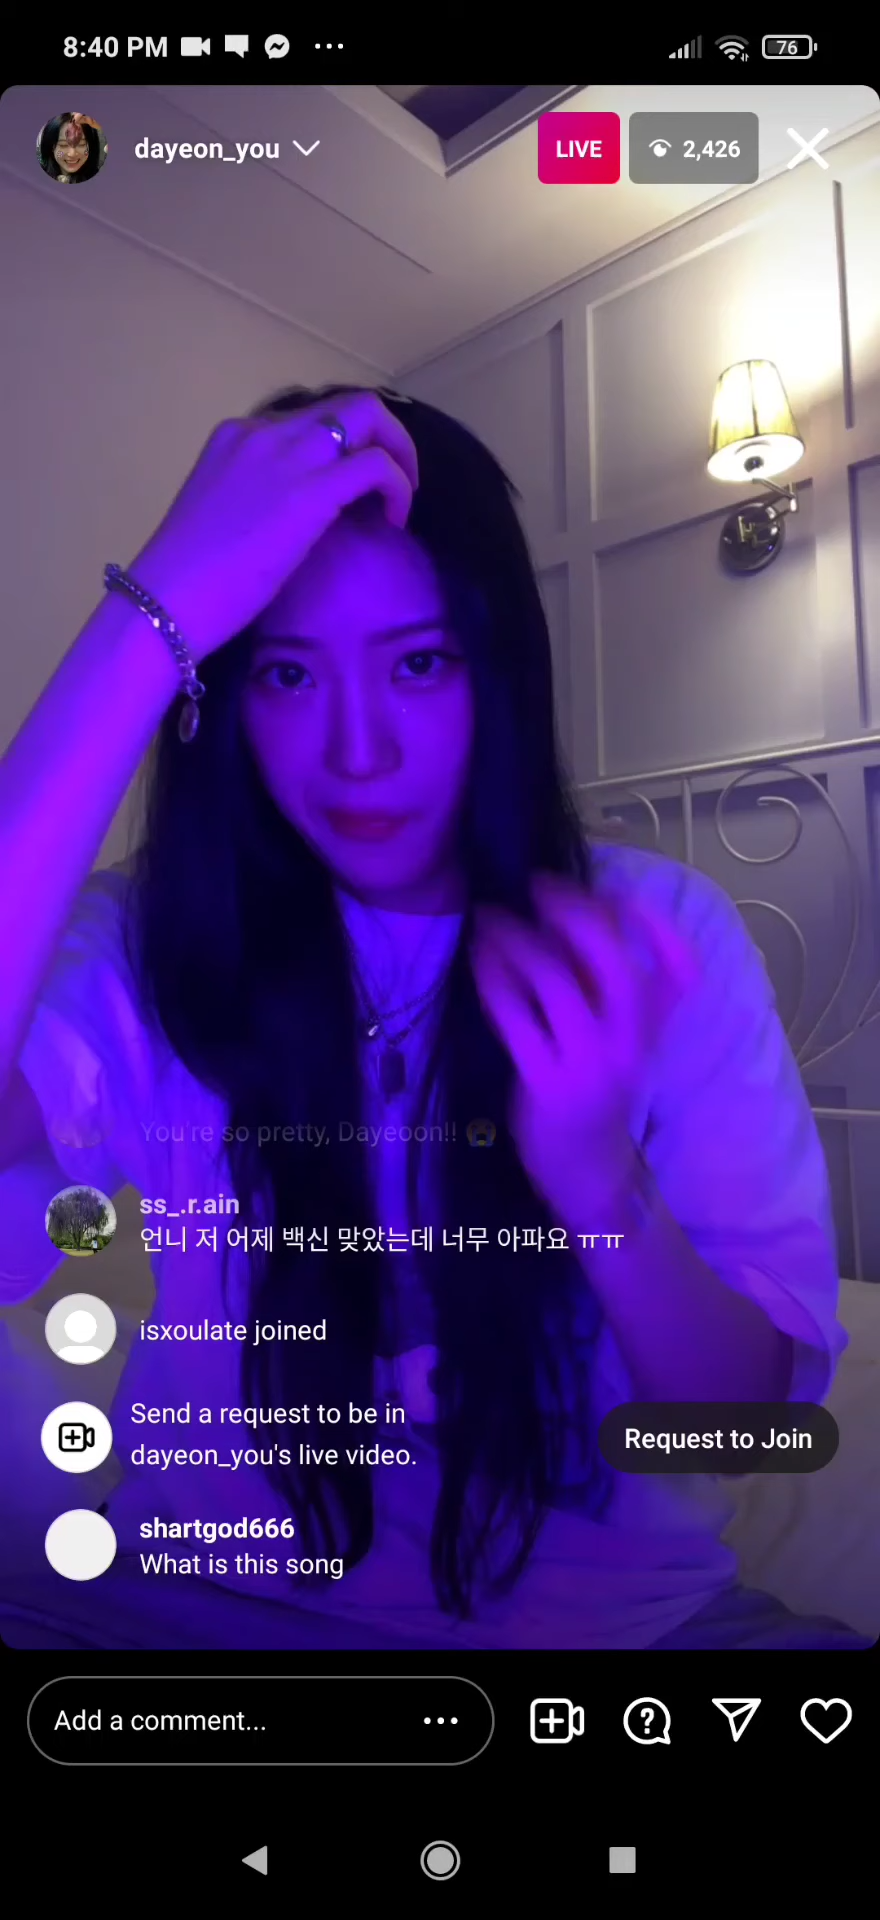 8:40 PM
76
dayeon_you
LIVE
2,426
You're so pretty, Dayeoon!! 😭
ss_.r.ain
언니 저 어제 백신 맞았는데 너무 아파요 ㅠㅠ
isxoulate joined
Send a request to be in
dayeon_you's live video.
Request to Join
shartgod666
What is this song
Add a comment...